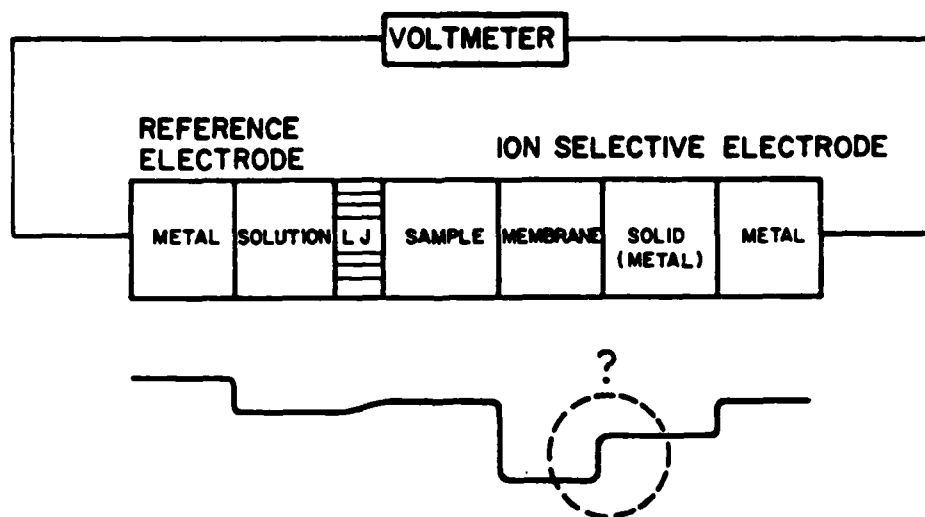 VOLTMETER
REFERENCE
ELECTRODE
ION SELECTIVE ELECTRODE
METAL
SOLUTION
LJ
SAMPLE
MEMBRANE
SOLID
(METAL)
METAL
?